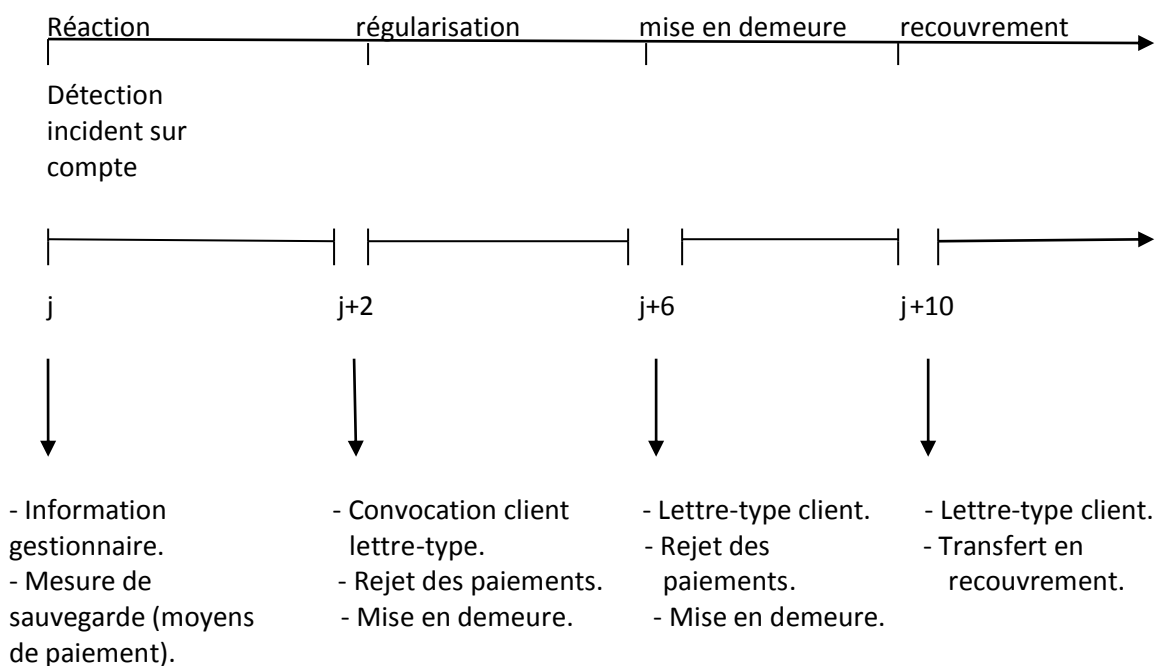 Réaction régularisation mise en demeure recouvrement
Détection
incident sur
compte
j j+2 j+6 j+10
- Information
gestionnaire.
- Mesure de
sauvegarde (moyens
de paiement).
- Convocation client
lettre-type.
- Rejet des paiements.
- Mise en demeure.
- Lettre-type client.
- Rejet des
paiements.
- Mise en demeure.
- Lettre-type client.
- Transfert en
recouvrement.